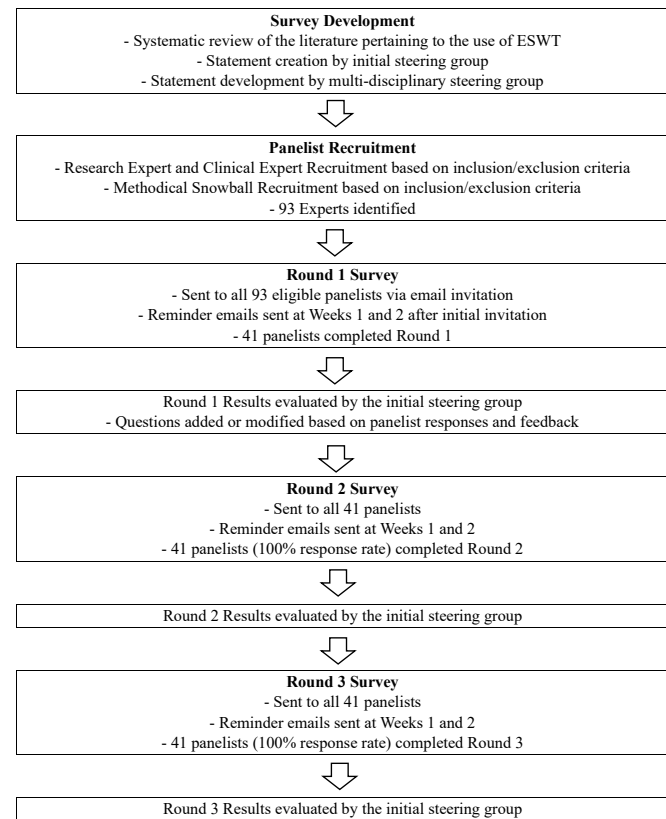 Survey Development
- Systematic review of the literature pertaining to the use of ESWT
- Statement creation by initial steering group
- Statement development by multi-disciplinary steering group
Panelist Recruitment
- Research Expert and Clinical Expert Recruitment based on inclusion/exclusion criteria
- Methodical Snowball Recruitment based on inclusion/exclusion criteria
- 93 Experts identified
Round 1 Survey
- Sent to all 93 eligible panelists via email invitation
- Reminder emails sent at Weeks 1 and 2 after initial invitation
- 41 panelists completed Round 1
Round 1 Results evaluated by the initial steering group
- Questions added or modified based on panelist responses and feedback
Round 2 Survey
- Sent to all 41 panelists
- Reminder emails sent at Weeks 1 and 2
- 41 panelists (100% response rate) completed Round 2
Round 2 Results evaluated by the initial steering group
Round 3 Survey
- Sent to all 41 panelists
- Reminder emails sent at Weeks 1 and 2
- 41 panelists (100% response rate) completed Round 3
Round 3 Results evaluated by the initial steering group